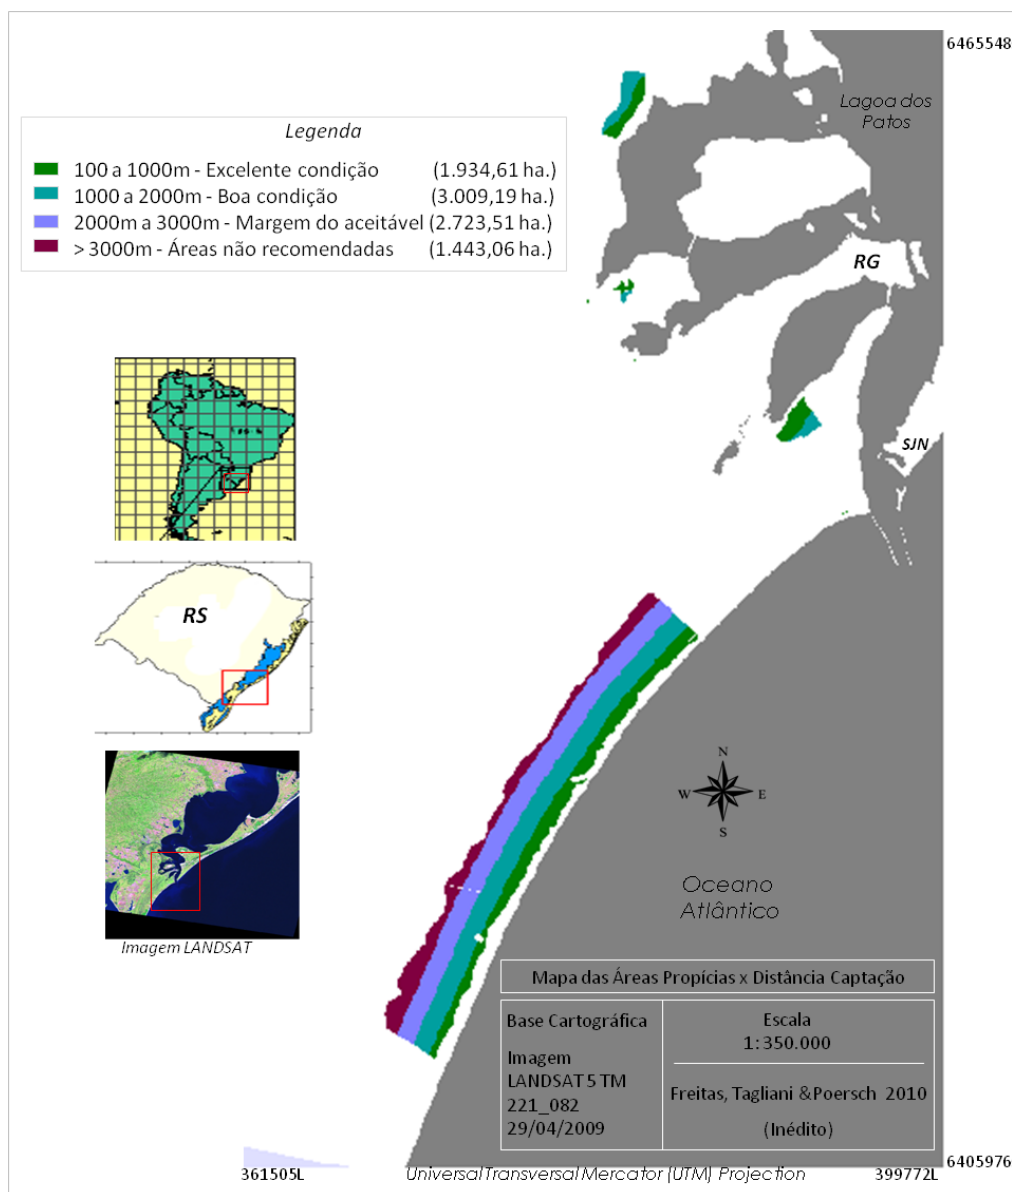 6465548
Lagoa dos
Patos
Legenda
100 a 1000m - Excelente condição (1.934,61 ha.)
1000 a 2000m - Boa condição (3.009,19 ha.)
2000m a 3000m - Margem do aceitável (2.723,51 ha.)
> 3000m - Áreas não recomendadas (1.443,06 ha.)
RG
SJN
RS
N
W E
S
Oceano
Atlântico
Imagem LANDSAT
Mapa das Áreas Propícias x Distância Captação
Base Cartográfica
Imagem
LANDSAT 5 TM
221_082
29/04/2009
Escala
1: 350.000
Freitas, Tagliani &Poersch 2010
(Inédito)
6405976
361505L
Universal Transversal Mercator (UTM) Projection
399772L